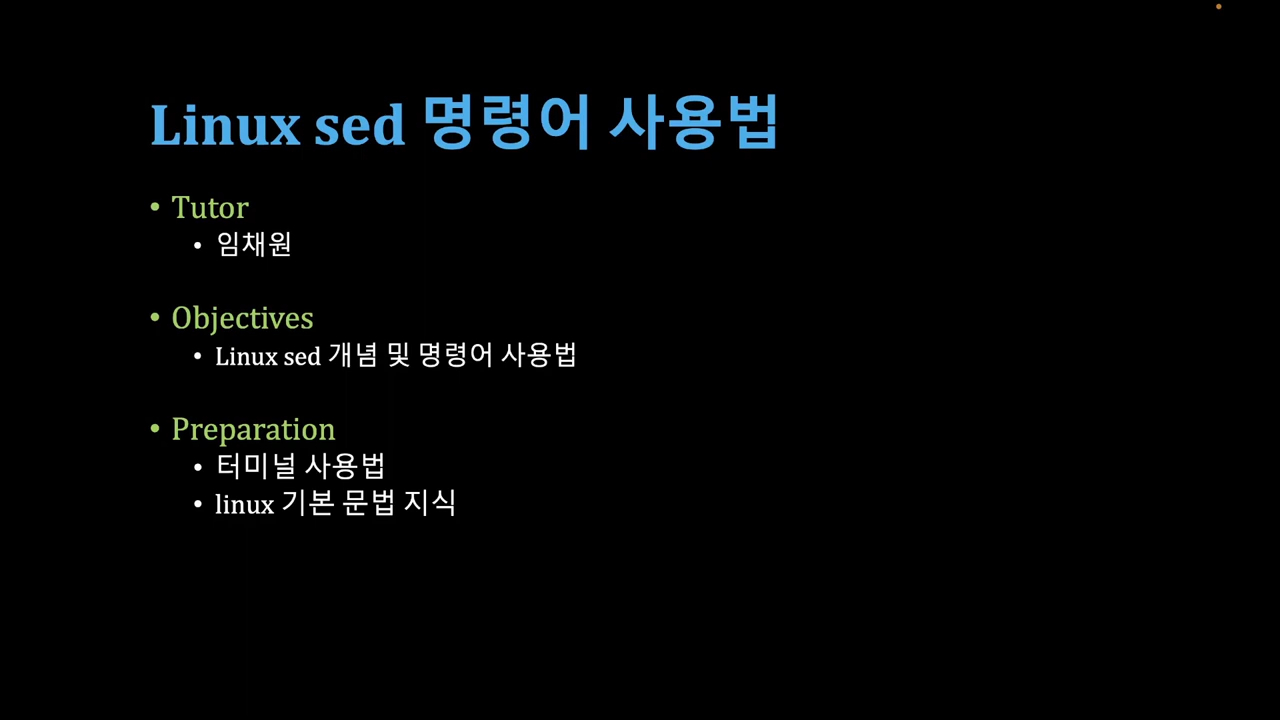 Linux sed 명령어 사용법
• Tutor
• 임채원
• Objectives
• Linux sed 개념 및 명령어 사용법
• Preparation
• 터미널 사용법
• linux 기본 문법 지식